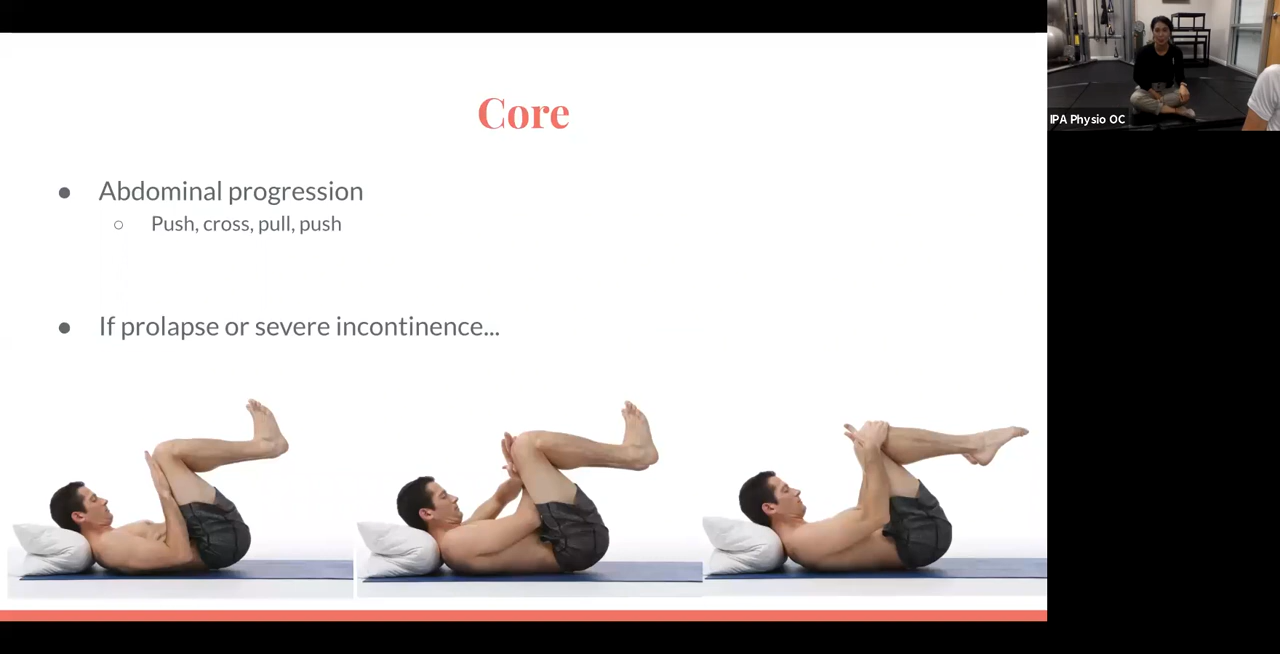 Core
● Abdominal progression
○ Push, cross, pull, push
● If prolapse or severe incontinence...
IPA Physio OC